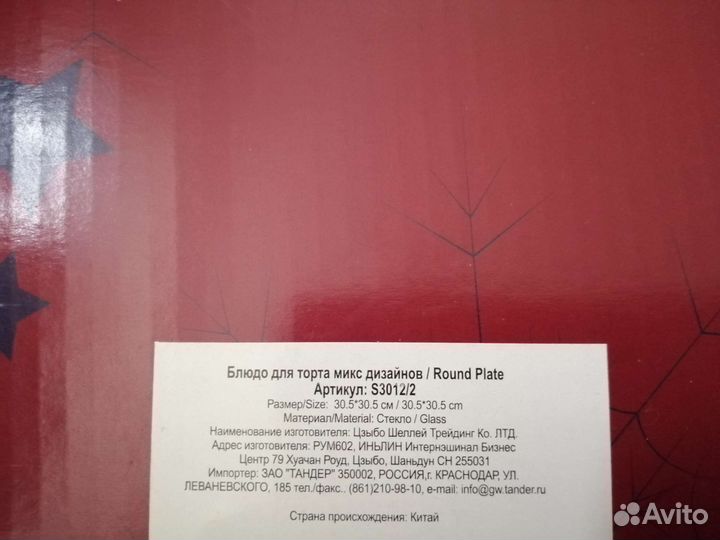 Блюдо для торта микс дизайнов / Round Plate
Артикул: S3012/2
Размер/Size: 30.5*30.5 см / 30.5*30.5 cm
Материал/Material: Стекло / Glass
Наименование изготовителя: Цзыбо Шеллей Трейдинг Ко. ЛТД.
Адрес изготовителя: РУМ602, ИНЬЛИН Интернэшинал Бизнес
Центр 79 Хуачан Роуд, Цзыбо, Шаньдун CH 255031
Импортер: ЗАО "ТАНДЕР" 350002, РОССИЯ,г. КРАСНОДАР, УЛ.
ЛЕВАНЕВСКОГО, 185 тел./факс.. (861)210-98-10, e-mail: info@gw.tander.ru
Страна происхождения: Китай
Avito